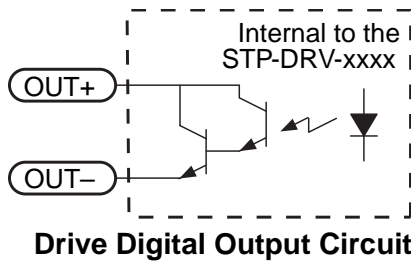 Internal to the
STP-DRV-xxxx
OUT+
OUT–
Drive Digital Output Circuit